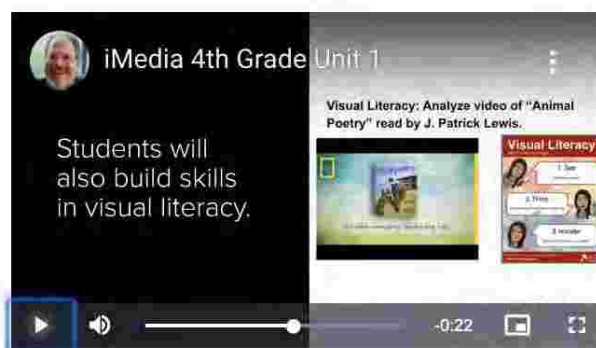 iMedia 4th Grade Unit 1
Students will
also build skills
in visual literacy.
Visual Literacy: Analyze video of “Animal
Poetry” read by J. Patrick Lewis.
Visual Literacy
1. See
2. Think
3. Wonder
-0:22